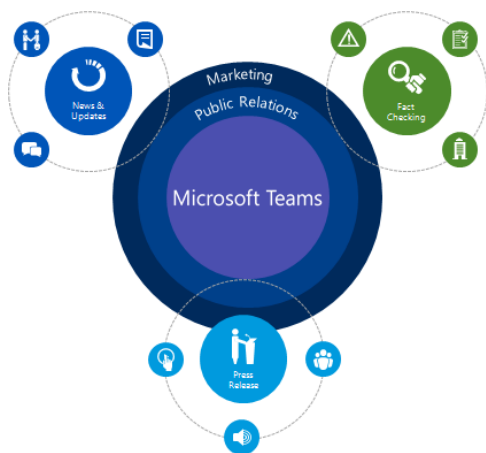 Marketing
Public Relations
Microsoft Teams
News &
Updates
Fact
Checking
Press
Release